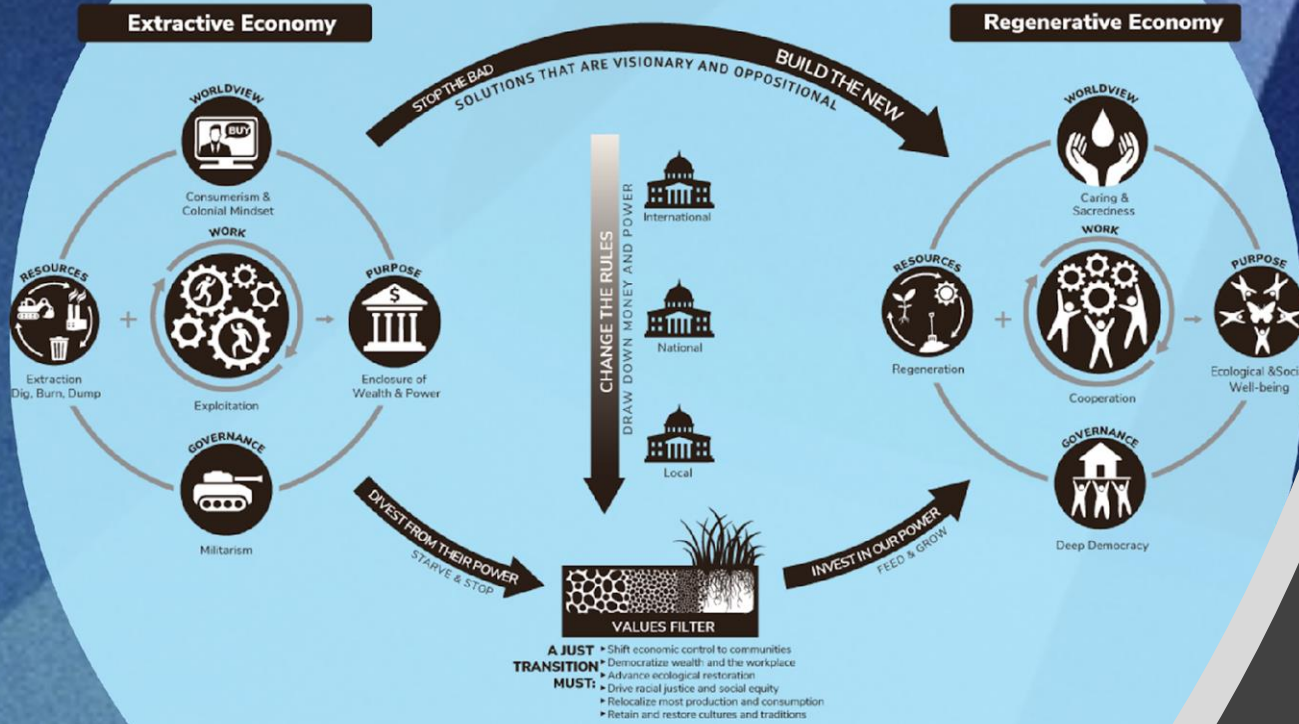 Extractive Economy
Regenerative Economy
STOP THE BAD
BUILD THE NEW
SOLUTIONS THAT ARE VISIONARY AND OPPOSITIONAL
WORLDVIEW
BUY
Consumerism &
Colonial Mindset
WORK
RESOURCES
Extraction
Dig, Burn, Dump
+
Exploitation
PURPOSE
$
Enclosure of
Wealth & Power
GOVERNANCE
Militarism
CHANGE THE RULES
DRAW DOWN MONEY AND POWER
International
National
Local
WORLDVIEW
Caring &
Sacredness
WORK
RESOURCES
Regeneration
+
Cooperation
PURPOSE
Ecological &Soci
Well-being
GOVERNANCE
Deep Democracy
DIVEST FROM THEIR POWER
STARVE & STOP
INVEST IN OUR POWER
FEED & GROW
VALUES FILTER
A JUST
TRANSITION
MUST:
▸ Shift economic control to communities
▸ Democratize wealth and the workplace
▸ Advance ecological restoration
▸ Drive racial justice and social equity
▸ Relocalize most production and consumption
▸ Retain and restore cultures and traditions